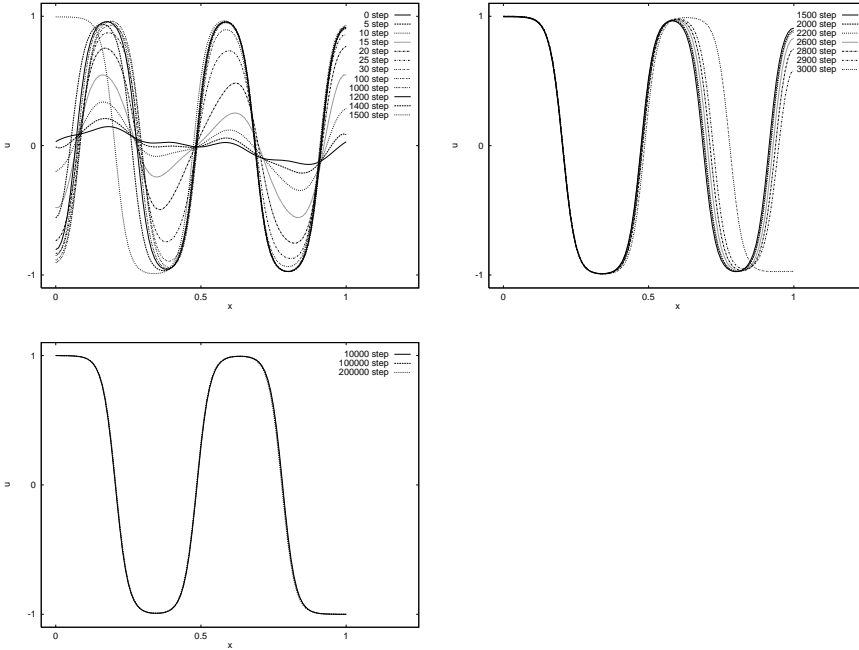 1
0
-1
u
0
0.5
1
x
0 step
5 step
10 step
15 step
20 step
25 step
30 step
100 step
1000 step
1200 step
1400 step
1500 step
1
0
-1
u
0
0.5
1
x
1500 step
2000 step
2200 step
2600 step
2800 step
2900 step
3000 step
1
0
-1
u
0
0.5
1
x
10000 step
100000 step
200000 step